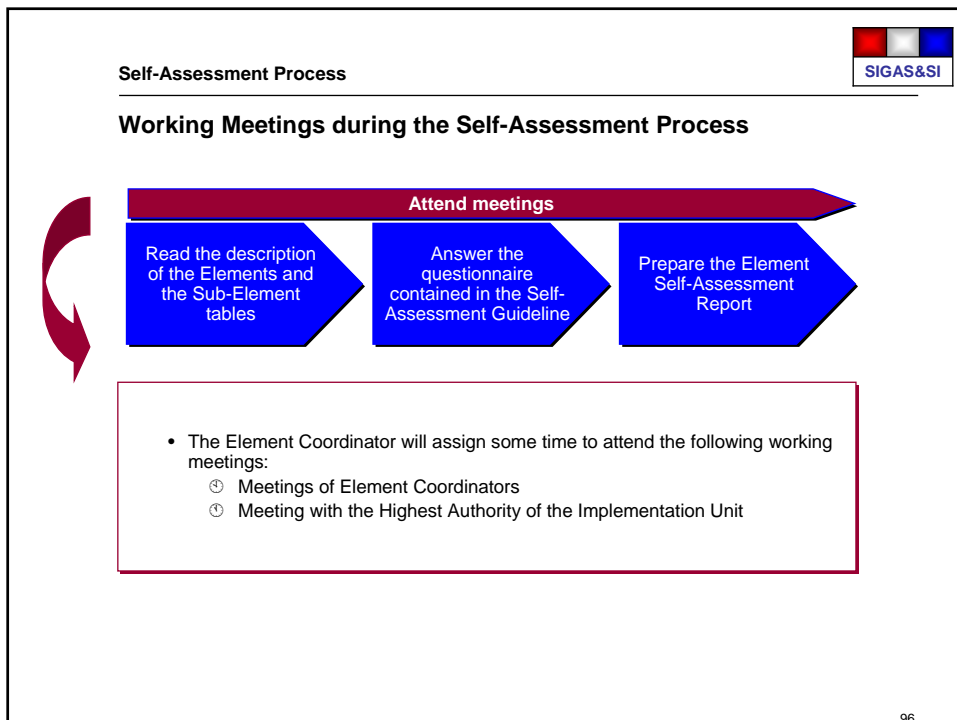 SIGAS&SI
Self-Assessment Process
Working Meetings during the Self-Assessment Process
Attend meetings
Read the description
of the Elements and
the Sub-Element
tables
Answer the
questionnaire
contained in the Self-
Assessment Guideline
Prepare the Element
Self-Assessment
Report
• The Element Coordinator will assign some time to attend the following working
meetings:
Meetings of Element Coordinators
Meeting with the Highest Authority of the Implementation Unit
96